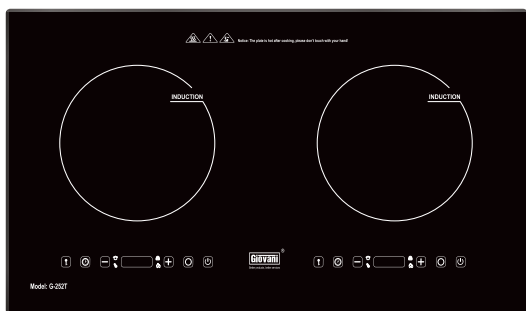 Notice: The plate is hot after cooking, please don't touch with your hand!
INDUCTION
INDUCTION
Giovani ®
Model: G-252T